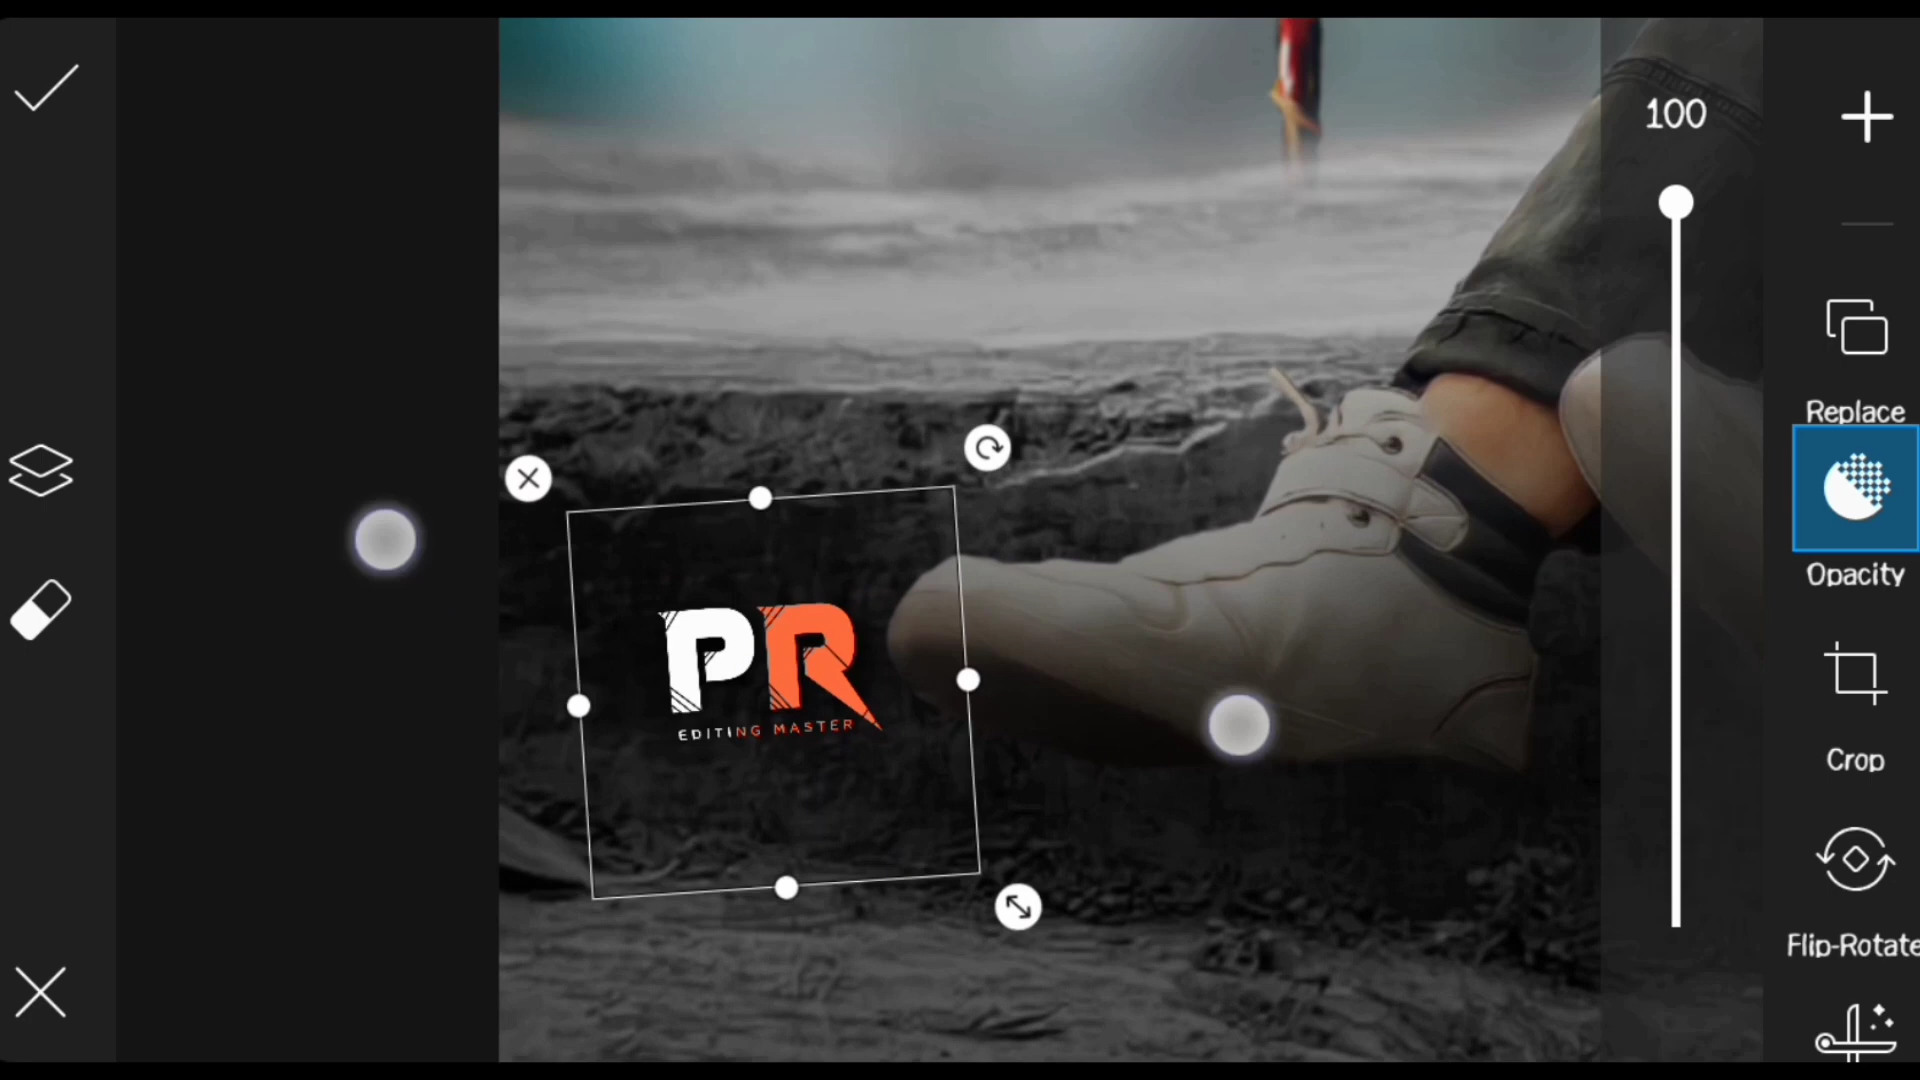 100
Replace
Opacity
PR
EDITING MASTER
Crop
Flip-Rotate